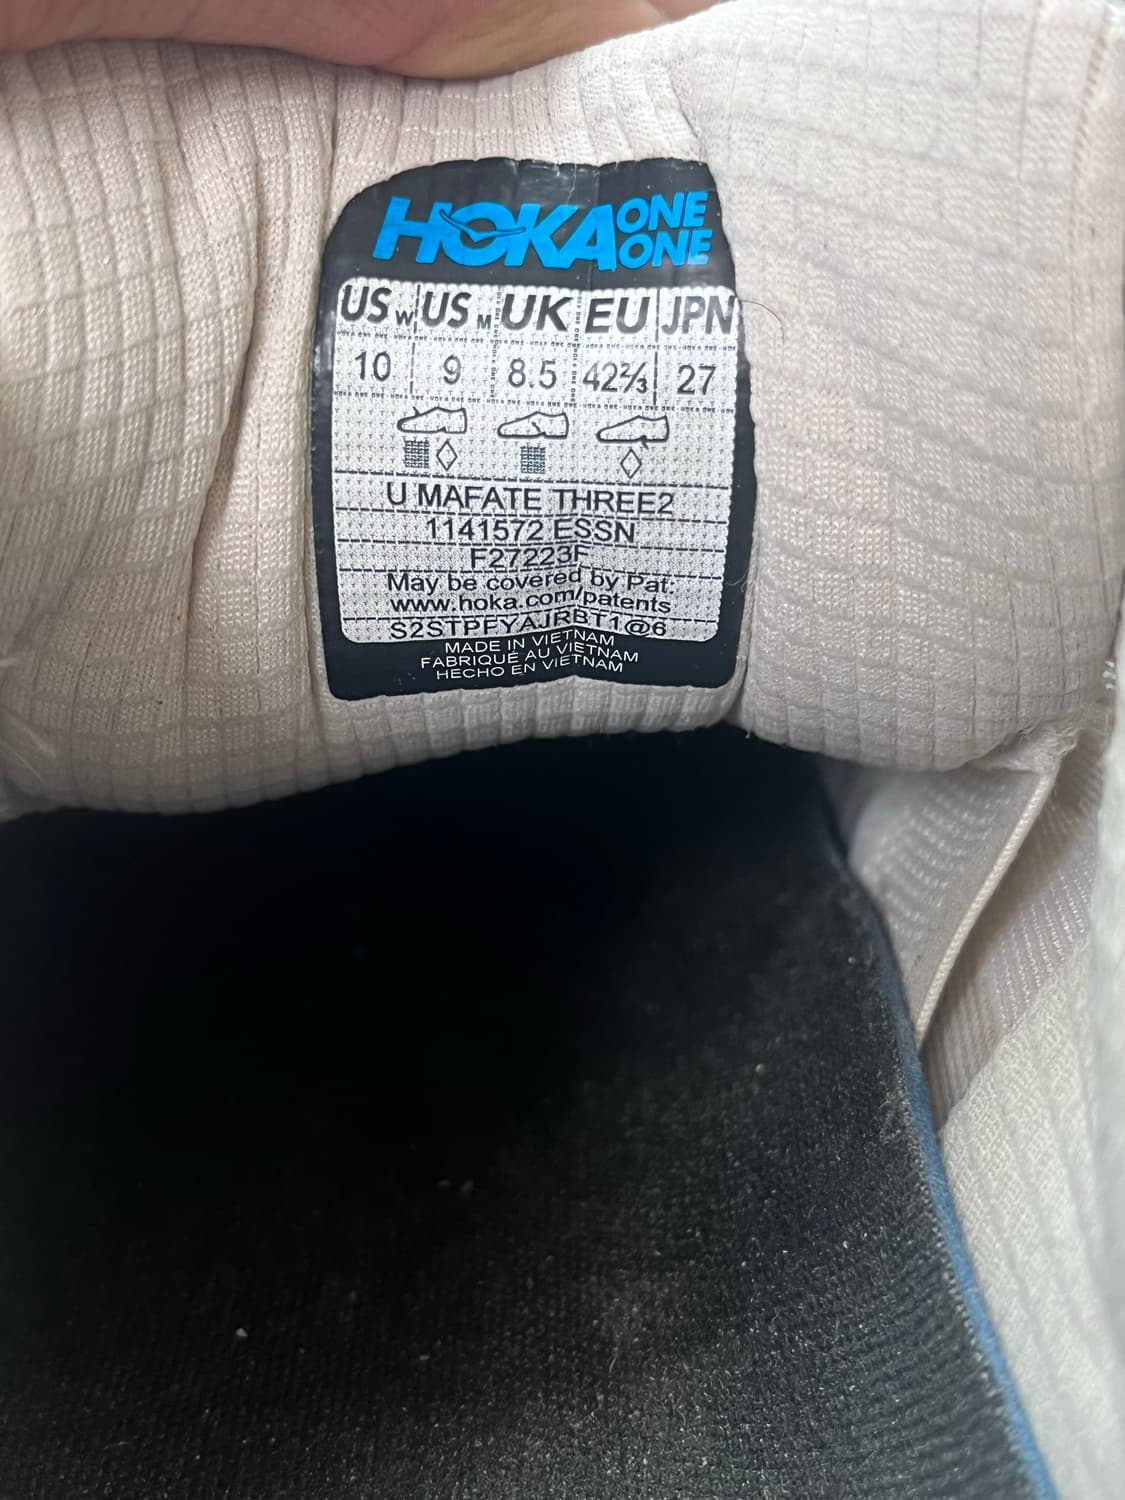 HOKA ONE ONE
US W US M UK EU JPN
10 9 8.5 42⅔ 27
U MAFATE THREE2
1141572 ESSN
F27223F
May be covered by Pat:
www.hoka.com/patents
S2STPFYAJRBT1@6
MADE IN VIETNAM
FABRIQUÉ AU VIETNAM
HECHO EN VIETNAM